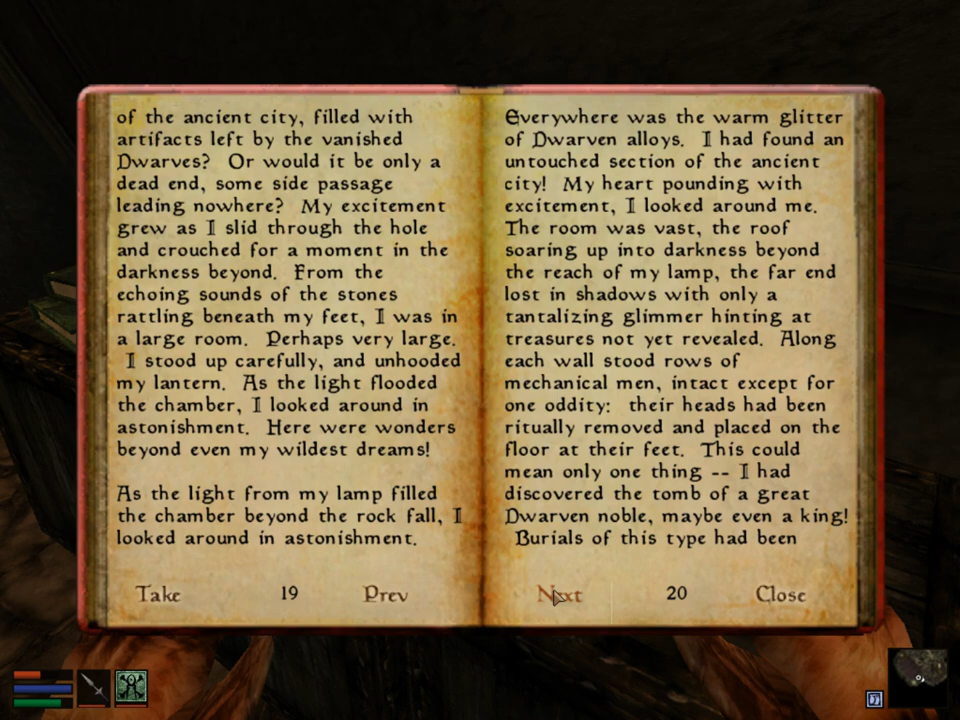 of the ancient city, filled with
artifacts left by the vanished
Dwarves?  Or would it be only a
dead end, some side passage
leading nowhere?  My excitement
grew as I slid through the hole
and crouched for a moment in the
darkness beyond.  From the
echoing sounds of the stones
rattling beneath my feet, I was in
a large room.  Perhaps very large.
I stood up carefully, and unhooded
my lantern.  As the light flooded
the chamber, I looked around in
astonishment.  Here were wonders
beyond even my wildest dreams!
As the light from my lamp filled
the chamber beyond the rock fall, I
looked around in astonishment.
Take 19 Prev
Everywhere was the warm glitter
of Dwarven alloys.  I had found an
untouched section of the ancient
city!  My heart pounding with
excitement, I looked around me.
The room was vast, the roof
soaring up into darkness beyond
the reach of my lamp, the far end
lost in shadows with only a
tantalizing glimmer hinting at
treasures not yet revealed.  Along
each wall stood rows of
mechanical men, intact except for
one oddity:  their heads had been
ritually removed and placed on the
floor at their feet.  This could
mean only one thing -- I had
discovered the tomb of a great
Dwarven noble, maybe even a king!
Burials of this type had been
Next 20 Close